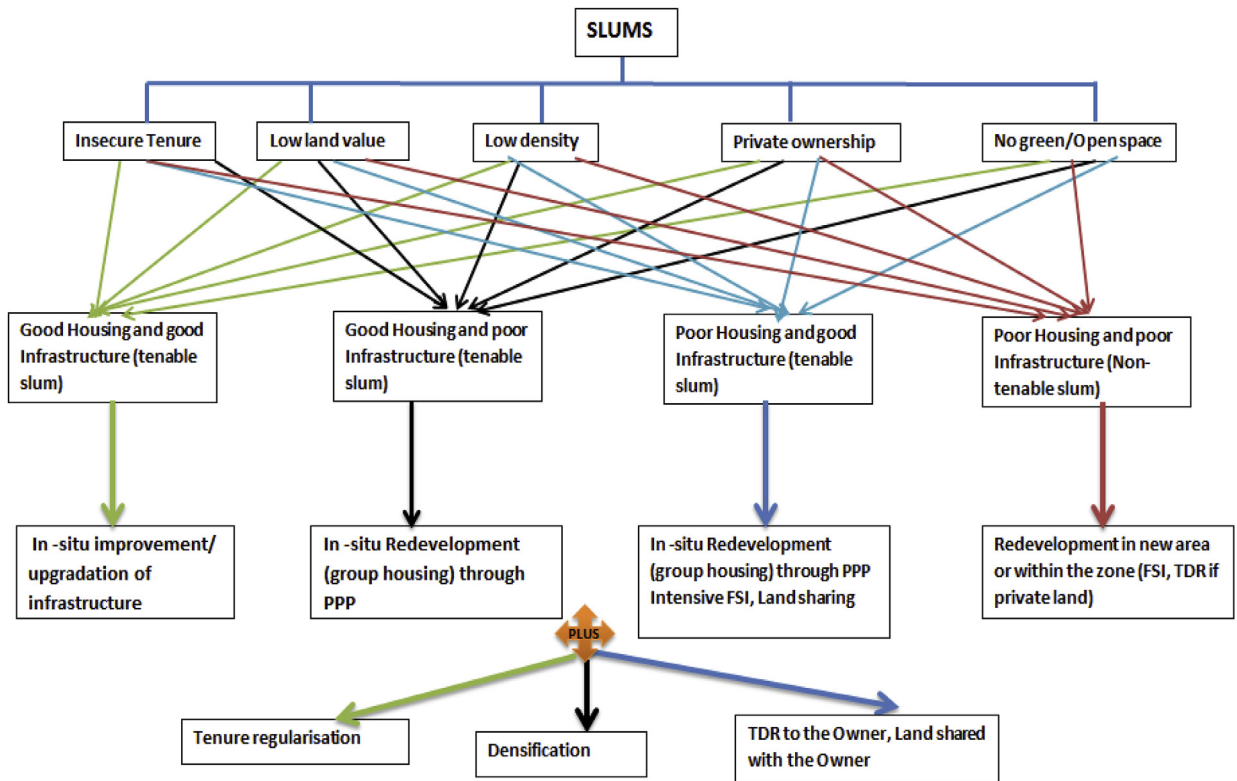 SLUMS
Insecure Tenure
Low land value
Low density
Private ownership
No green/Open space
Good Housing and good
Infrastructure (tenable
slum)
Good Housing and poor
Infrastructure (tenable
slum)
Poor Housing and good
Infrastructure (tenable
slum)
Poor Housing and poor
Infrastructure (Non-
tenable slum)
In -situ improvement/
upgradation of
infrastructure
In -situ Redevelopment
(group housing) through
PPP
In -situ Redevelopment
(group housing) through PPP
Intensive FSI, Land sharing
Redevelopment in new area
or within the zone (FSI, TDR if
private land)
PLUS
Tenure regularisation
Densification
TDR to the Owner, Land shared
with the Owner